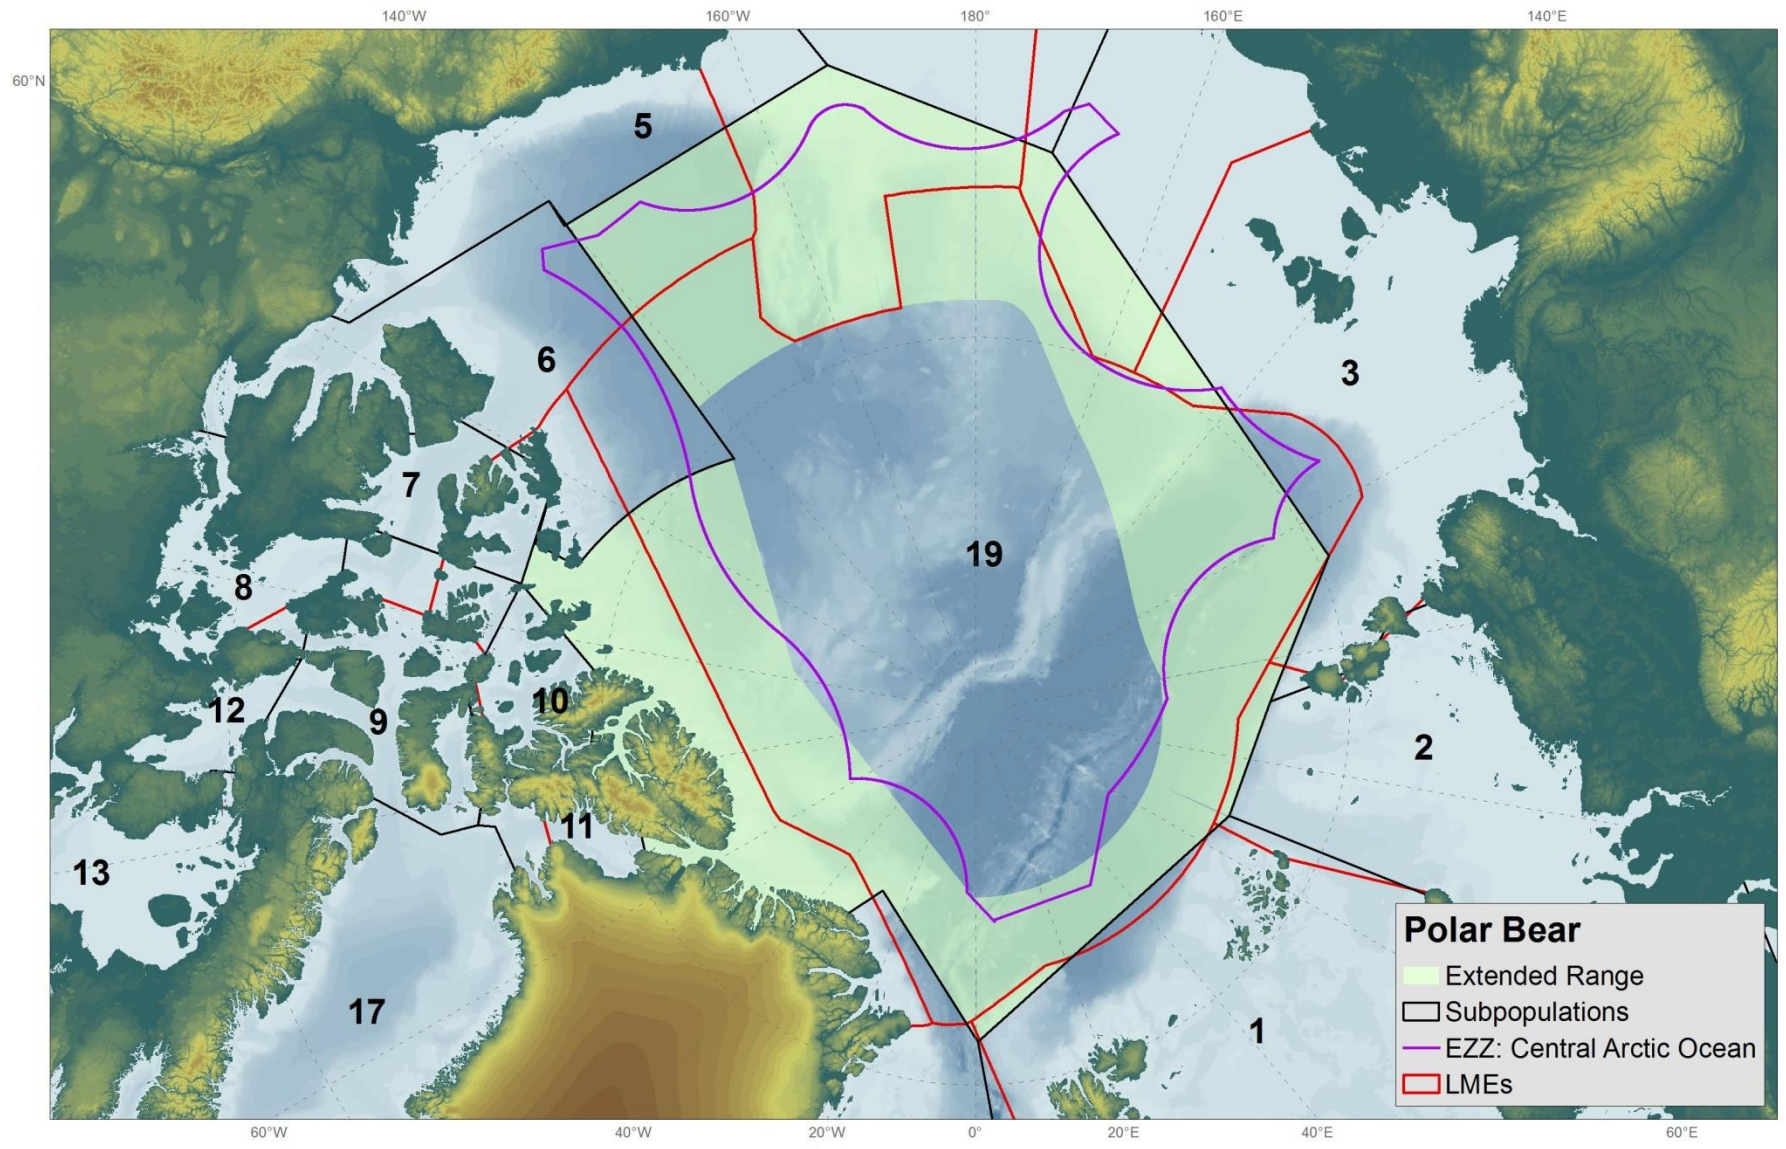 140°W 160°W 180° 160°E 140°E
60°N
5
6
3
7
19
8
10
12
9
2
11
13
17
1
Polar Bear
Extended Range
Subpopulations
EZZ: Central Arctic Ocean
LMEs
60°W 40°W 20°W 0° 20°E 40°E 60°E